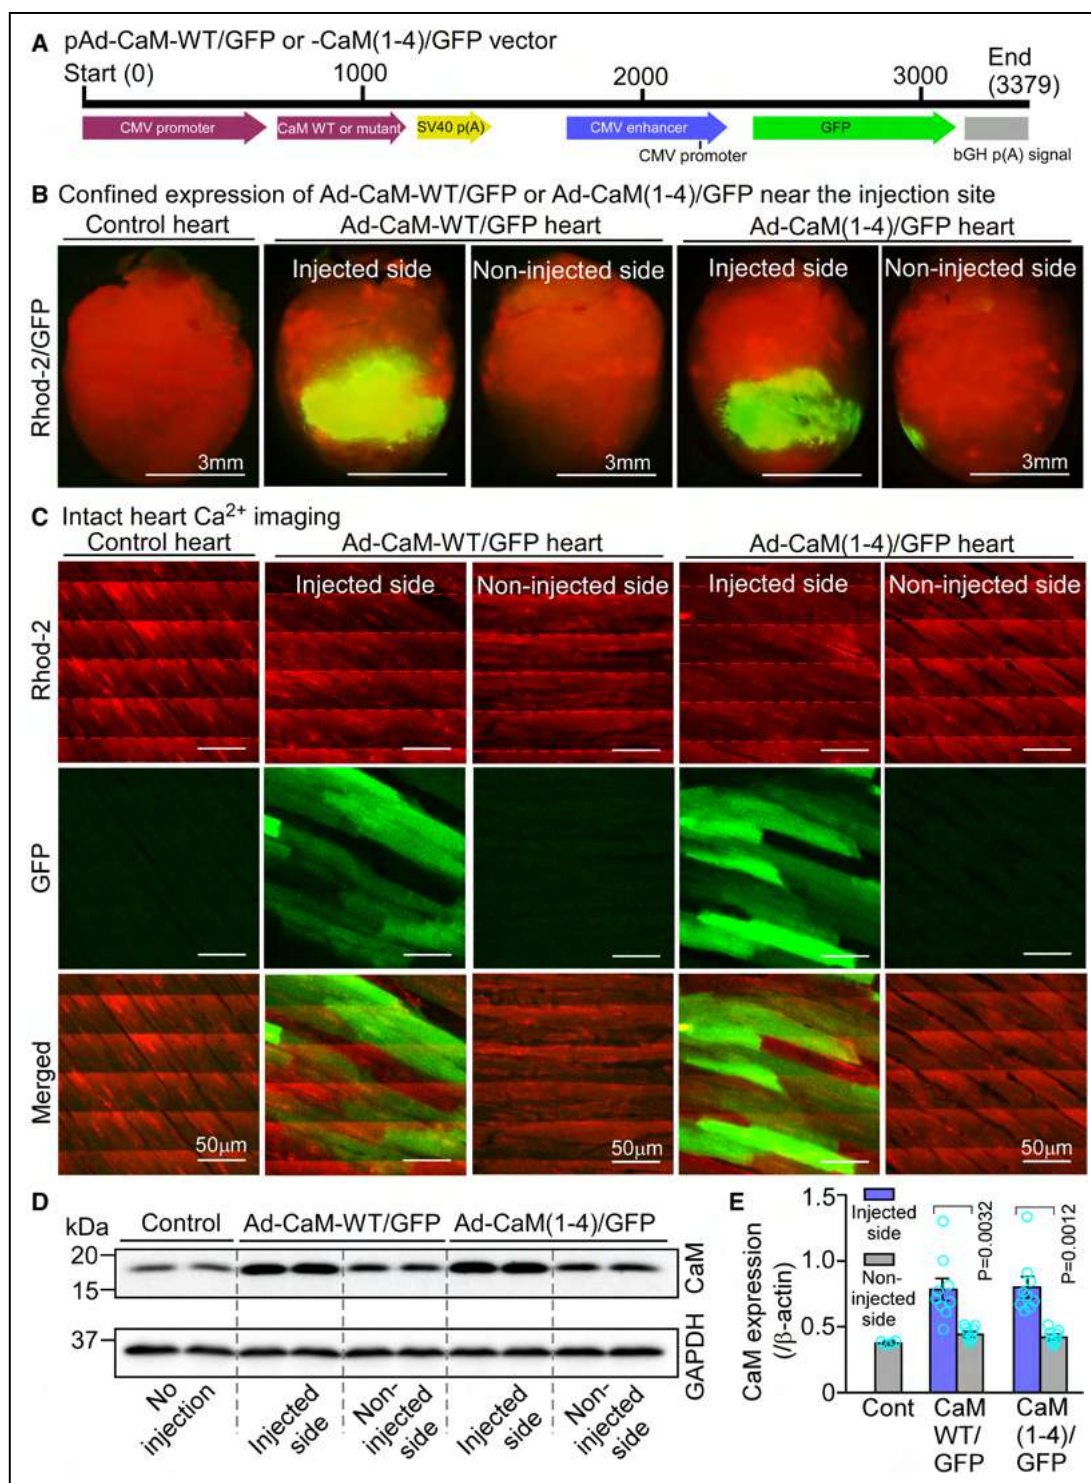 A pAd-CaM-WT/GFP or -CaM(1-4)/GFP vector
Start (0)
1000
2000
3000
End
(3379)
CMV promoter
CaM WT or mutant
SV40 p(A)
CMV enhancer
GFP
CMV promoter
bGH p(A) signal
B Confined expression of Ad-CaM-WT/GFP or Ad-CaM(1-4)/GFP near the injection site
Control heart
Ad-CaM-WT/GFP heart
Ad-CaM(1-4)/GFP heart
Injected side
Non-injected side
Injected side
Non-injected side
Rhod-2/GFP
3mm
3mm
C Intact heart Ca²⁺ imaging
Control heart
Ad-CaM-WT/GFP heart
Ad-CaM(1-4)/GFP heart
Injected side
Non-injected side
Injected side
Non-injected side
Rhod-2
GFP
Merged
50μm
50μm
50μm
D
kDa
Control
Ad-CaM-WT/GFP
Ad-CaM(1-4)/GFP
20
15
CaM
37
GAPDH
No
injection
Injected
side
Non-
injected
side
Injected
side
Non-
injected
side
E
CaM expression
(/β-actin)
1.5
1.0
0.5
0
Injected
side
Non-
injected
side
P=0.0032
P=0.0012
Cont
CaM
WT/
GFP
CaM
(1-4)/
GFP